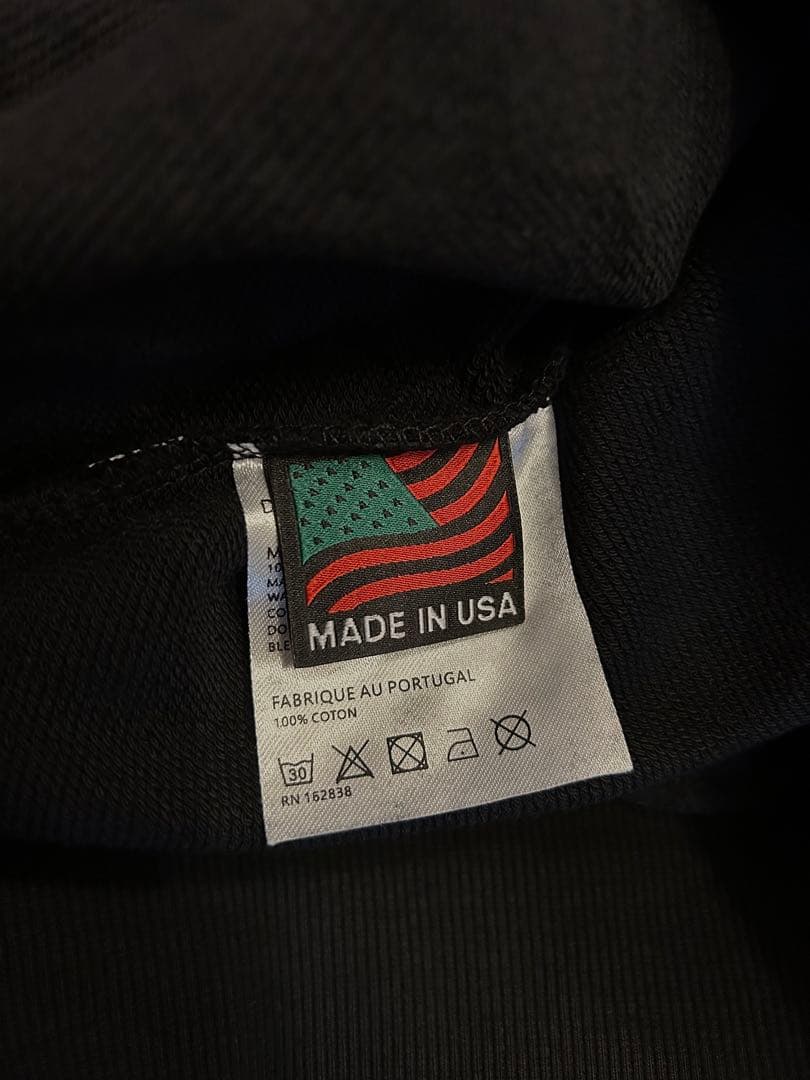 MADE IN USA
FABRIQUE AU PORTUGAL
100% COTON
30
RN 162838